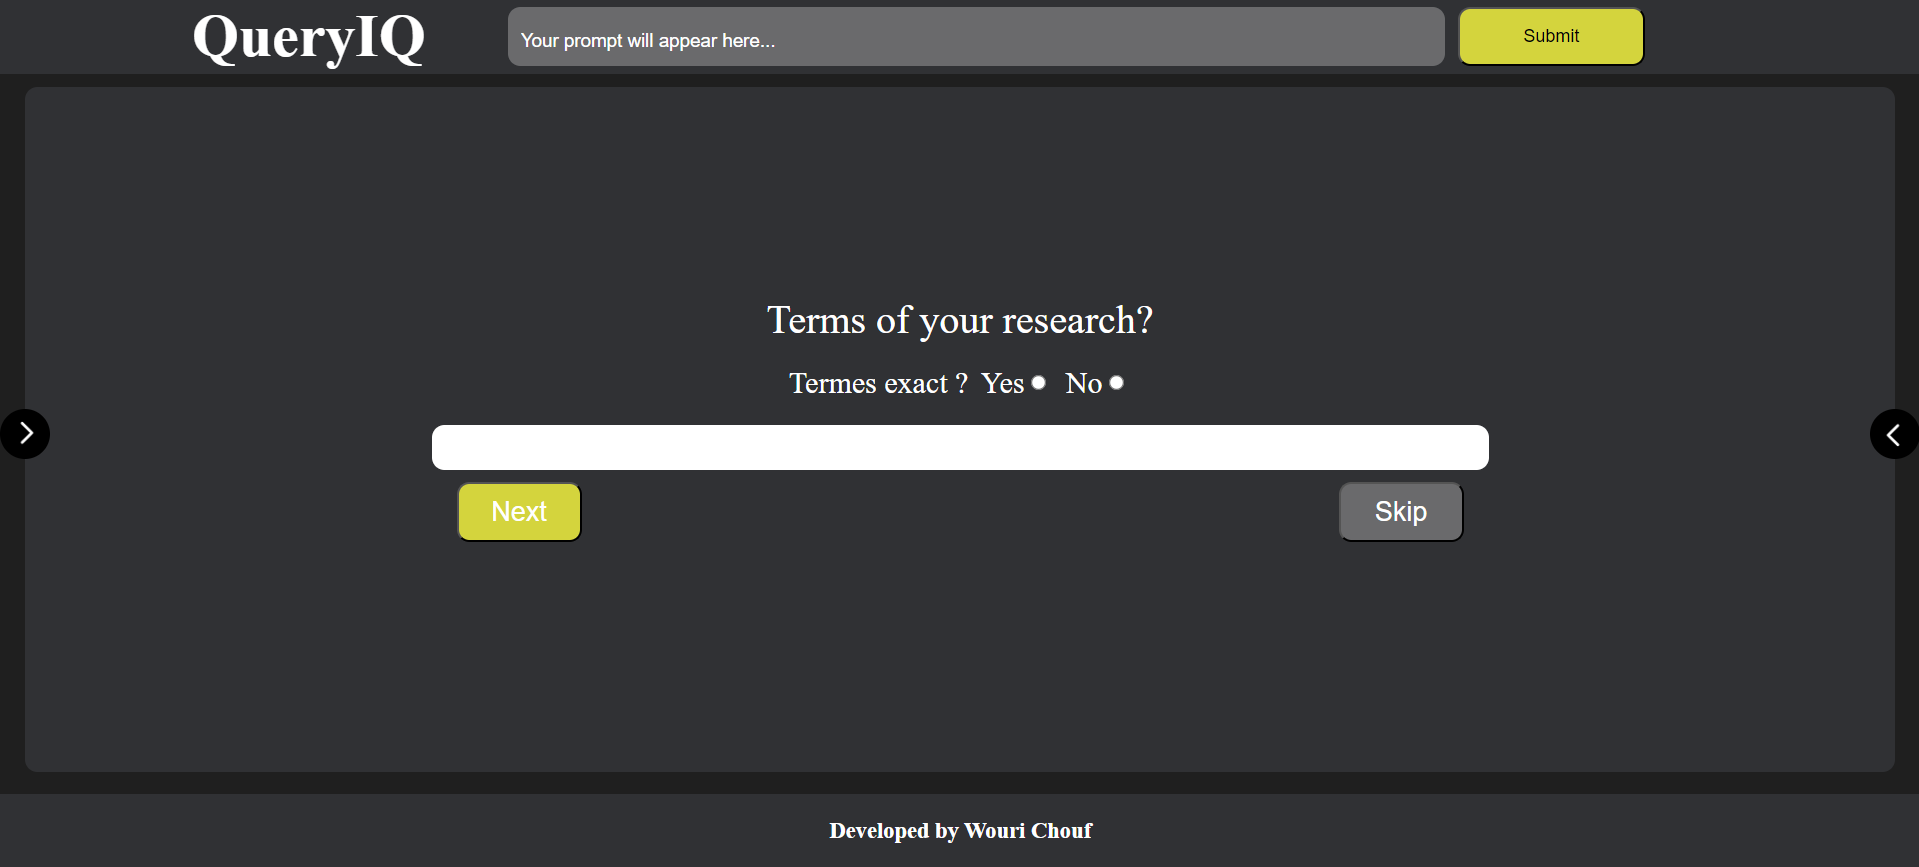 QueryIQ
Your prompt will appear here...
Submit
Terms of your research?
Termes exact ? Yes No
Next
Skip
Developed by Wouri Chouf